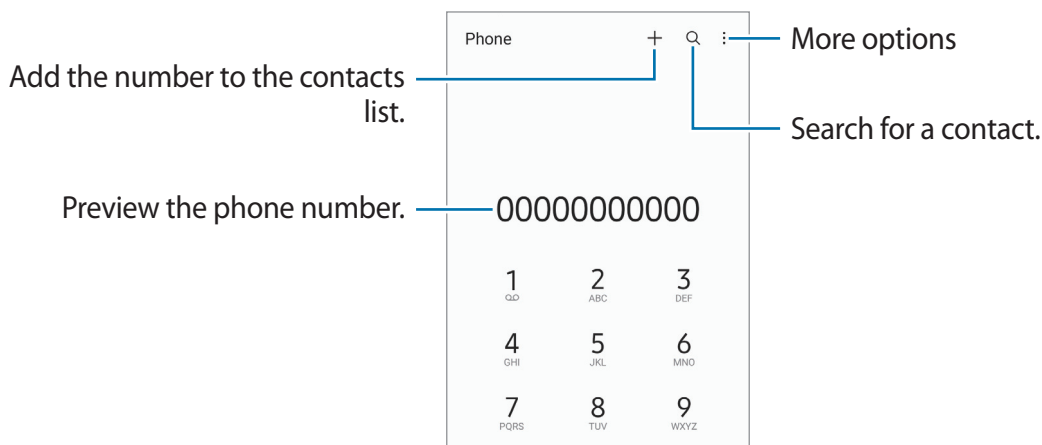 Phone
More options
Add the number to the contacts
list.
Search for a contact.
Preview the phone number.
00000000000
1 2 3
ABC DEF
4 5 6
GHI JKL MNO
7 8 9
PQRS TUV WXYZ